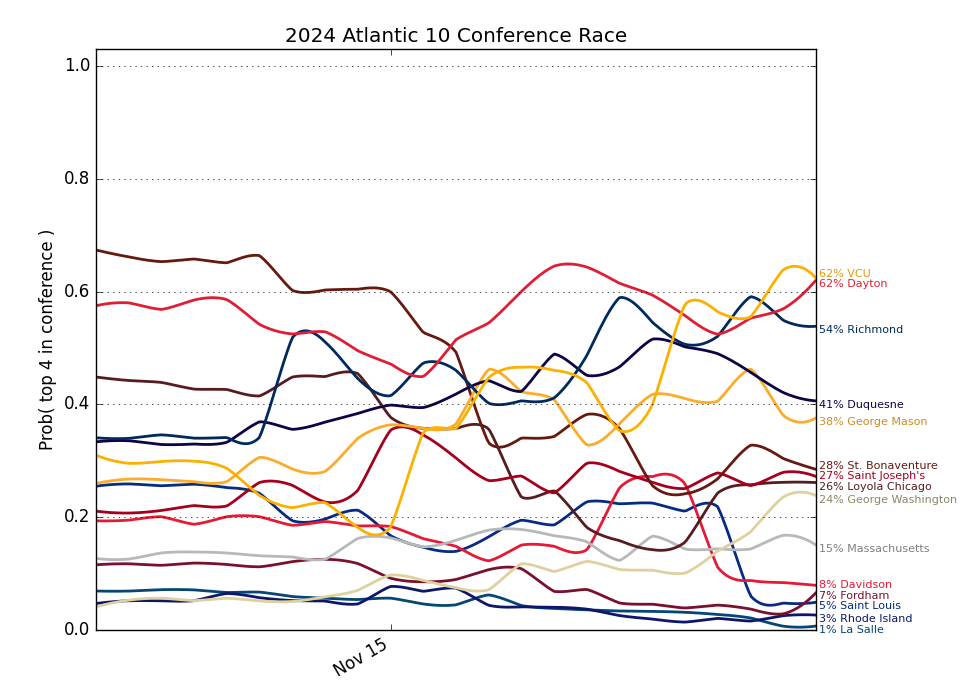 2024 Atlantic 10 Conference Race
Prob( top 4 in conference )
1.0
0.8
0.6
0.4
0.2
0.0
Nov 15
62% VCU
62% Dayton
54% Richmond
41% Duquesne
38% George Mason
28% St. Bonaventure
27% Saint Joseph's
26% Loyola Chicago
24% George Washington
15% Massachusetts
8% Davidson
7% Fordham
5% Saint Louis
3% Rhode Island
1% La Salle